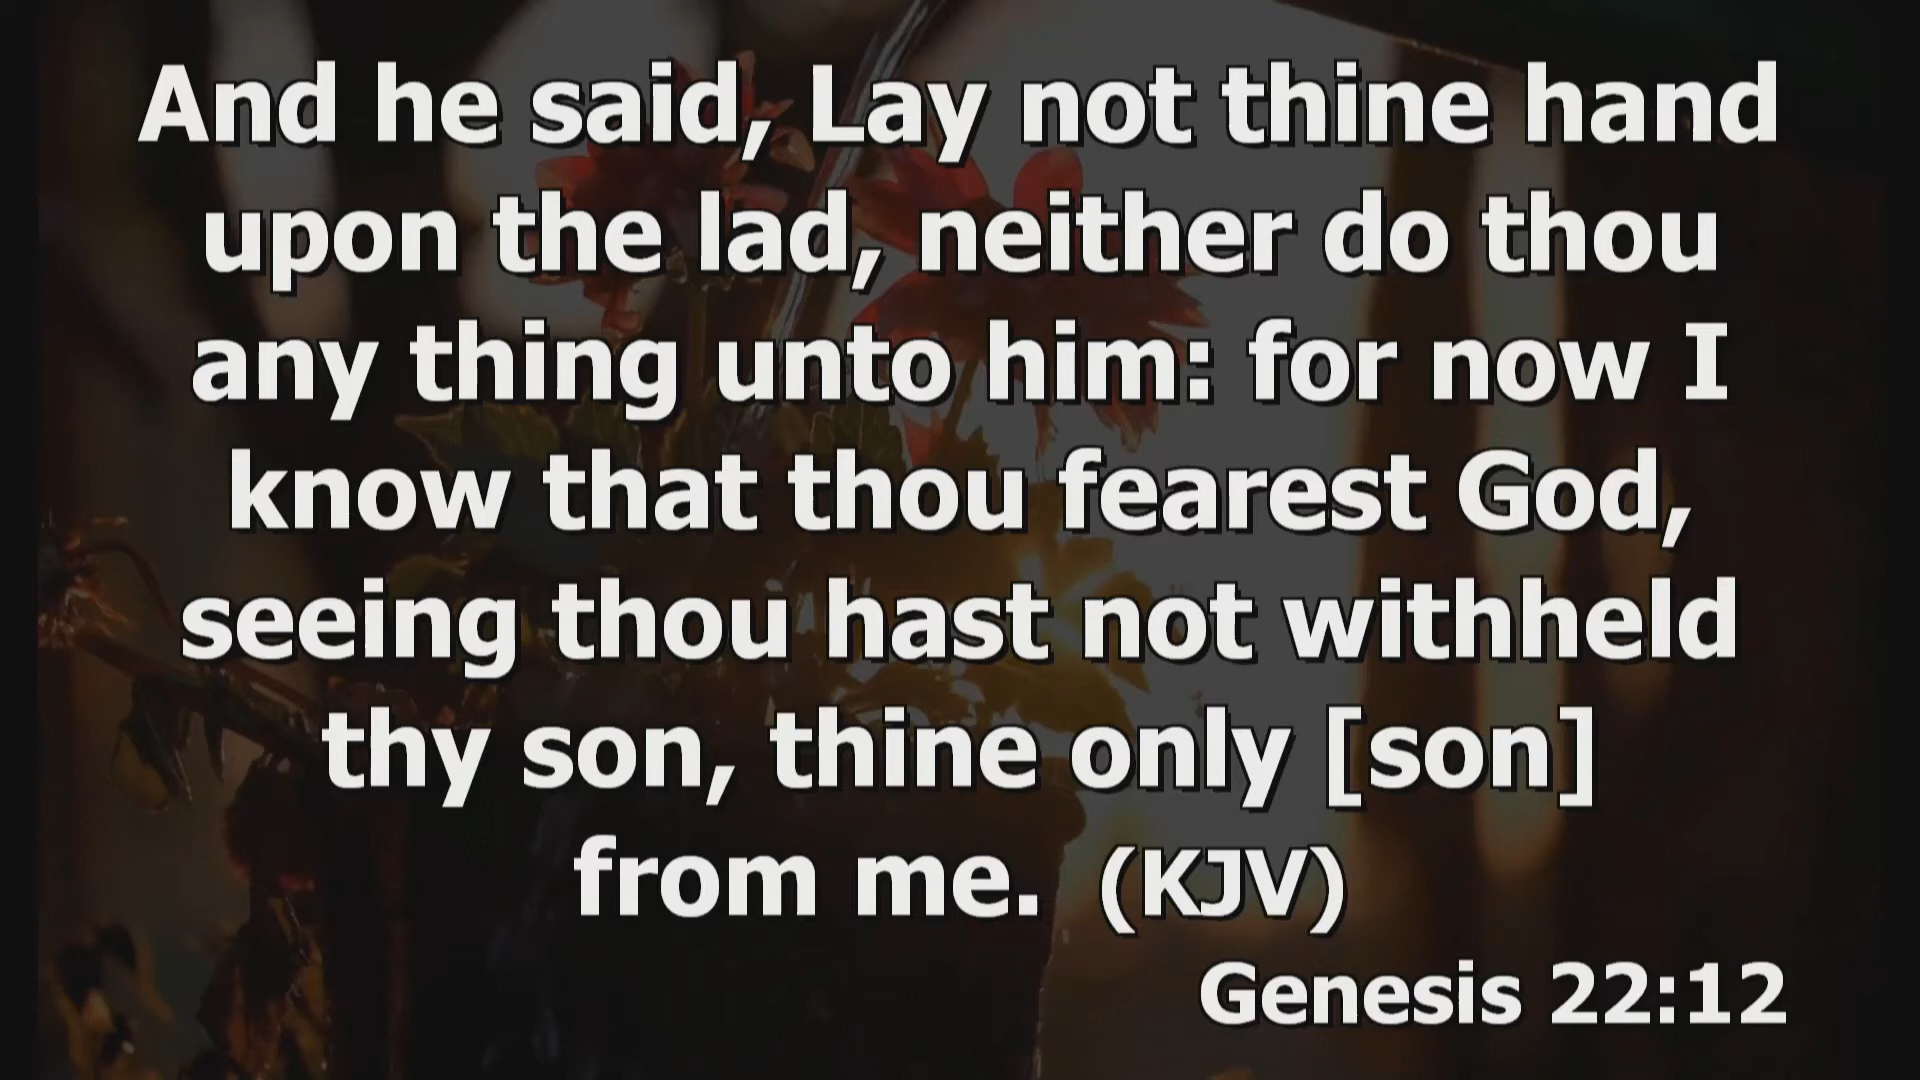 And he said, Lay not thine hand
upon the lad, neither do thou
any thing unto him: for now I
know that thou fearest God,
seeing thou hast not withheld
thy son, thine only [son]
from me. (KJV)
Genesis 22:12